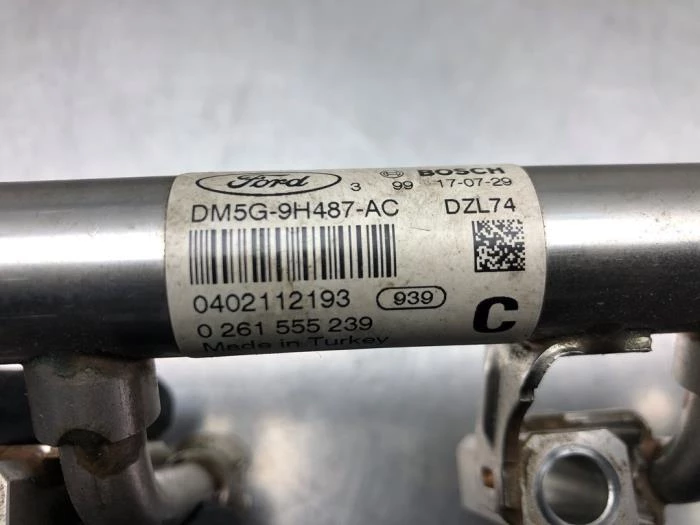 Ford 3 BOSCH
99 17-07-29
DM5G-9H487-AC DZL74
0402112193 939
0 261 555 239 C
Made in Turkey